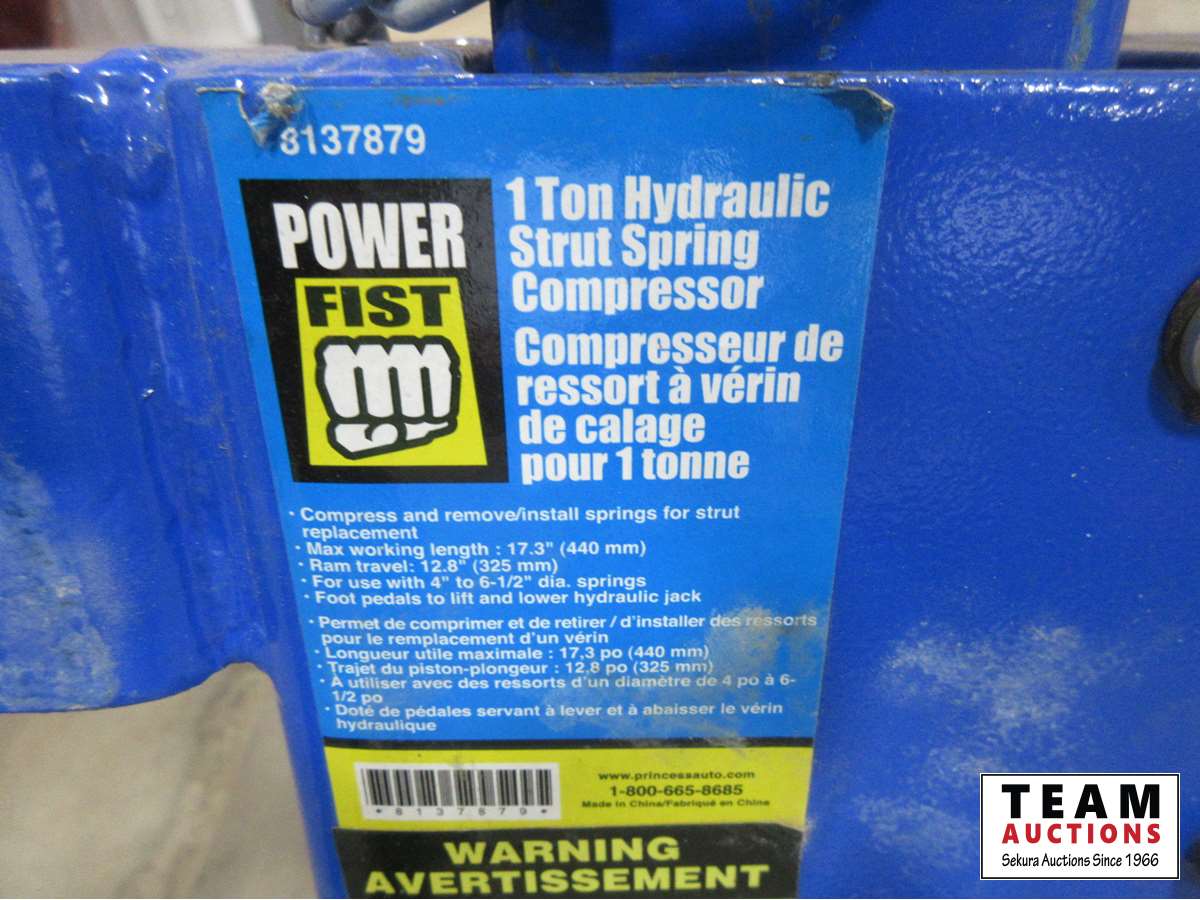 8137879
POWER
FIST
1 Ton Hydraulic
Strut Spring
Compressor
Compresseur de
ressort à vérin
de calage
pour 1 tonne
· Compress and remove/install springs for strut
replacement
· Max working length : 17.3" (440 mm)
· Ram travel: 12.8" (325 mm)
· For use with 4" to 6-1/2" dia. springs
· Foot pedals to lift and lower hydraulic jack
· Permet de comprimer et de retirer / d'installer des ressorts
pour le remplacement d'un vérin
· Longueur utile maximale : 17,3 po (440 mm)
· Trajet du piston-plongeur : 12,8 po (325 mm)
· À utiliser avec des ressorts d'un diamètre de 4 po à 6-
1/2 po
· Doté de pédales servant à lever et à abaisser le vérin
hydraulique
*8137879*
www.princessauto.com
1-800-665-8685
Made in China/Fabriqué en Chine
WARNING
AVERTISSEMENT
TEAM
AUCTIONS
Sekura Auctions Since 1966